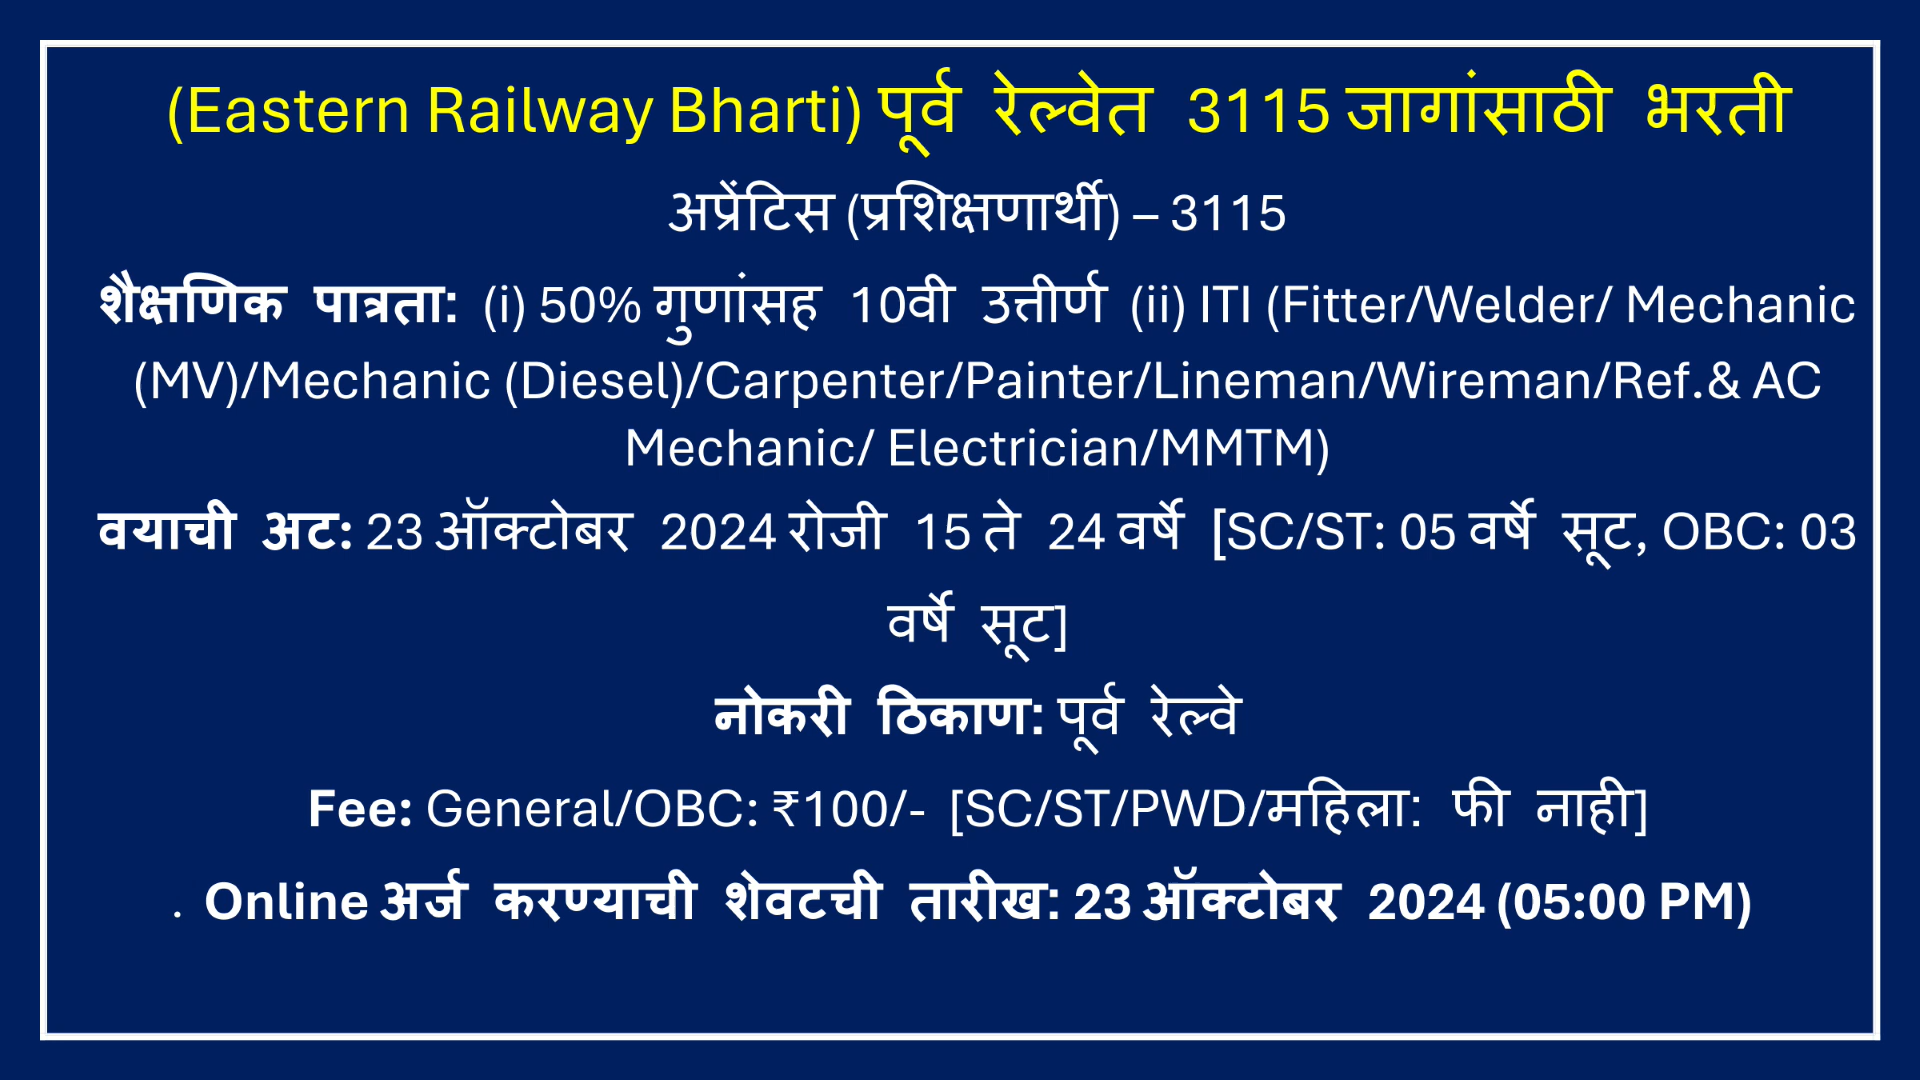 (Eastern Railway Bharti) पूर्व रेल्वेत 3115 जागांसाठी भरती
अप्रेंटिस (प्रशिक्षणार्थी) – 3115
शैक्षणिक पात्रता: (i) 50% गुणांसह 10वी उत्तीर्ण (ii) ITI (Fitter/Welder/ Mechanic
(MV)/Mechanic (Diesel)/Carpenter/Painter/Lineman/Wireman/Ref.& AC
Mechanic/ Electrician/MMTM)
वयाची अट: 23 ऑक्टोबर 2024 रोजी 15 ते 24 वर्षे [SC/ST: 05 वर्षे सूट, OBC: 03
वर्षे सूट]
नोकरी ठिकाण: पूर्व रेल्वे
Fee: General/OBC: ₹100/- [SC/ST/PWD/महिला: फी नाही]
. Online अर्ज करण्याची शेवटची तारीख: 23 ऑक्टोबर 2024 (05:00 PM)